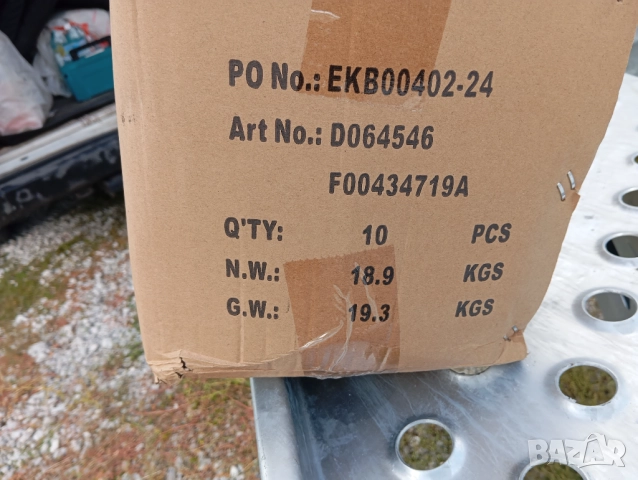 PO No.: EKB00402-24
Art No.: D064546
F00434719A
Q'TY: 10 PCS
N.W.: 18.9 KGS
G.W.: 19.3 KGS
BAZAR